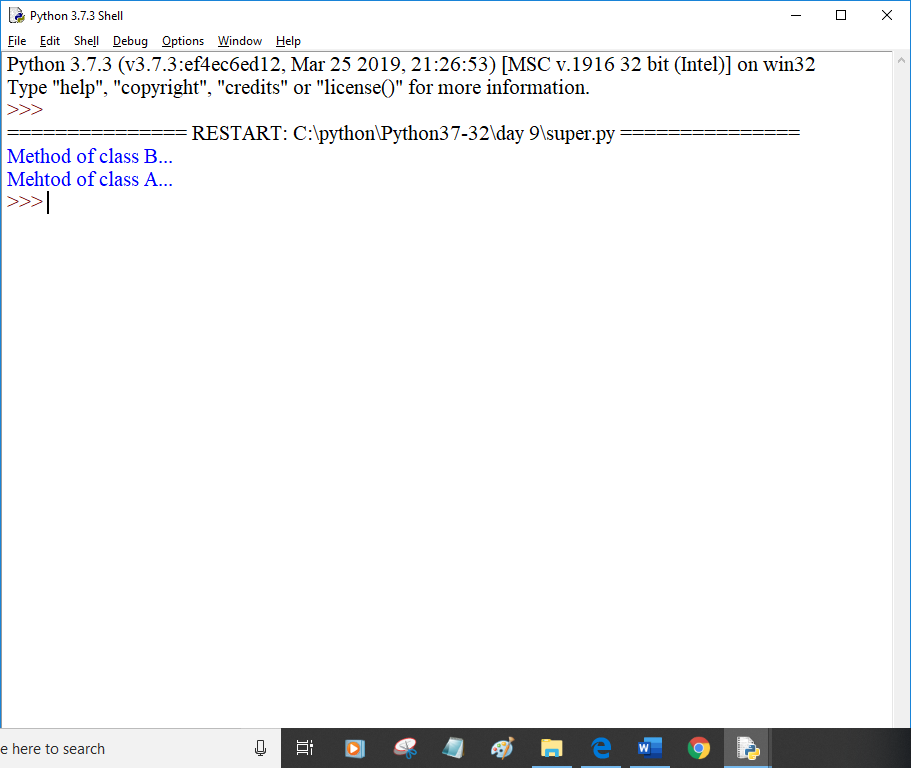 Python 3.7.3 Shell
File Edit Shell Debug Options Window Help
Python 3.7.3 (v3.7.3:ef4ec6ed12, Mar 25 2019, 21:26:53) [MSC v.1916 32 bit (Intel)] on win32
Type "help", "copyright", "credits" or "license()" for more information.
>>>
=============== RESTART: C:\python\Python37-32\day 9\super.py ===============
Method of class B...
Mehtod of class A...
>>>
e here to search